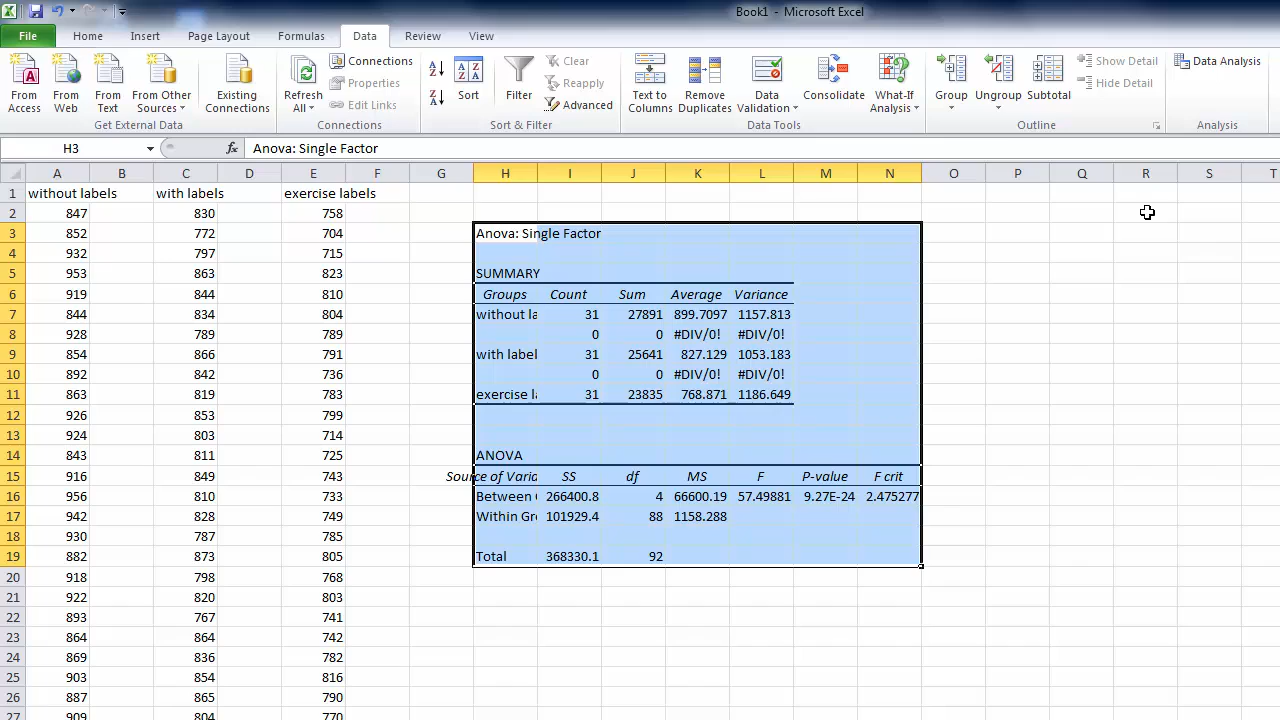 Book1 - Microsoft Excel
File Home Insert Page Layout Formulas Data Review View
From Access
From Web
From Text
From Other Sources
Existing Connections
Get External Data
Refresh All
Connections
Properties
Edit Links
Connections
A Z
Z A
Sort
Filter
Clear
Reapply
Advanced
Sort & Filter
Text to Columns
Remove Duplicates
Data Validation
Consolidate
What-If Analysis
Data Tools
Group
Ungroup
Subtotal
Show Detail
Hide Detail
Outline
Data Analysis
Analysis
H3 fx Anova: Single Factor
A B C D E F G H I J K L M N O P Q R S T
1 without labels with labels exercise labels
2 847 830 758
3 852 772 704 Anova: Single Factor
4 932 797 715
5 953 863 823 SUMMARY
6 919 844 810 Groups Count Sum Average Variance
7 844 834 804 without la 31 27891 899.7097 1157.813
8 928 789 789 0 0 #DIV/0! #DIV/0!
9 854 866 791 with label 31 25641 827.129 1053.183
10 892 842 736 0 0 #DIV/0! #DIV/0!
11 863 819 783 exercise l 31 23835 768.871 1186.649
12 926 853 799
13 924 803 714
14 843 811 725 ANOVA
15 916 849 743 Source of Varia SS df MS F P-value F crit
16 956 810 733 Between 266400.8 4 66600.19 57.49881 9.27E-24 2.475277
17 942 828 749 Within Gr 101929.4 88 1158.288
18 930 787 785
19 882 873 805 Total 368330.1 92
20 918 798 768
21 922 820 803
22 893 767 741
23 864 864 742
24 869 836 782
25 903 854 816
26 887 865 790
27 909 804 770